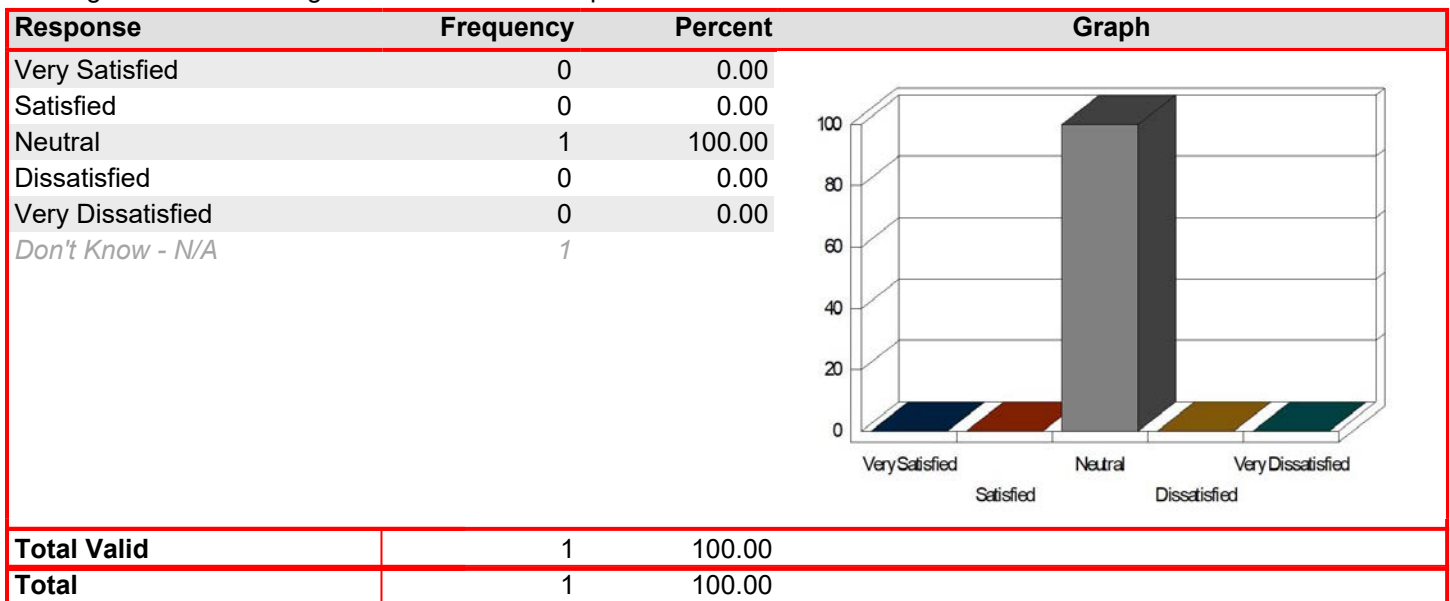 Response Frequency Percent Graph
Very Satisfied 0 0.00
Satisfied 0 0.00
Neutral 1 100.00
Dissatisfied 0 0.00
Very Dissatisfied 0 0.00
Don't Know - N/A 1
100
80
60
40
20
0
Very Satisfied Neutral Very Dissatisfied
Satisfied Dissatisfied
Total Valid 1 100.00
Total 1 100.00